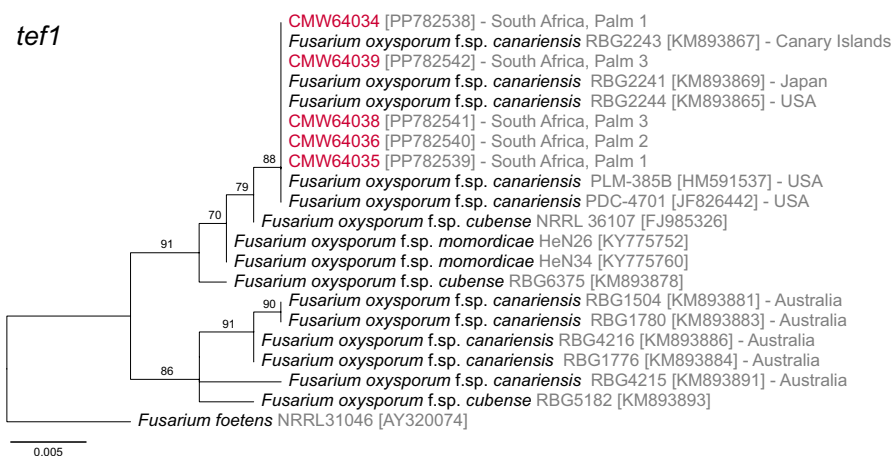 tef1
CMW64034 [PP782538] - South Africa, Palm 1
Fusarium oxysporum f.sp. canariensis RBG2243 [KM893867] - Canary Islands
CMW64039 [PP782542] - South Africa, Palm 3
Fusarium oxysporum f.sp. canariensis RBG2241 [KM893869] - Japan
Fusarium oxysporum f.sp. canariensis RBG2244 [KM893865] - USA
CMW64038 [PP782541] - South Africa, Palm 3
CMW64036 [PP782540] - South Africa, Palm 2
88 CMW64035 [PP782539] - South Africa, Palm 1
Fusarium oxysporum f.sp. canariensis PLM-385B [HM591537] - USA
79
Fusarium oxysporum f.sp. canariensis PDC-4701 [JF826442] - USA
70 Fusarium oxysporum f.sp. cubense NRRL 36107 [FJ985326]
Fusarium oxysporum f.sp. momordicae HeN26 [KY775752]
91
Fusarium oxysporum f.sp. momordicae HeN34 [KY775760]
Fusarium oxysporum f.sp. cubense RBG6375 [KM893878]
90 Fusarium oxysporum f.sp. canariensis RBG1504 [KM893881] - Australia
Fusarium oxysporum f.sp. canariensis RBG1780 [KM893883] - Australia
91
Fusarium oxysporum f.sp. canariensis RBG4216 [KM893886] - Australia
Fusarium oxysporum f.sp. canariensis RBG1776 [KM893884] - Australia
86
Fusarium oxysporum f.sp. canariensis RBG4215 [KM893891] - Australia
Fusarium oxysporum f.sp. cubense RBG5182 [KM893893]
Fusarium foetens NRRL31046 [AY320074]
0.005